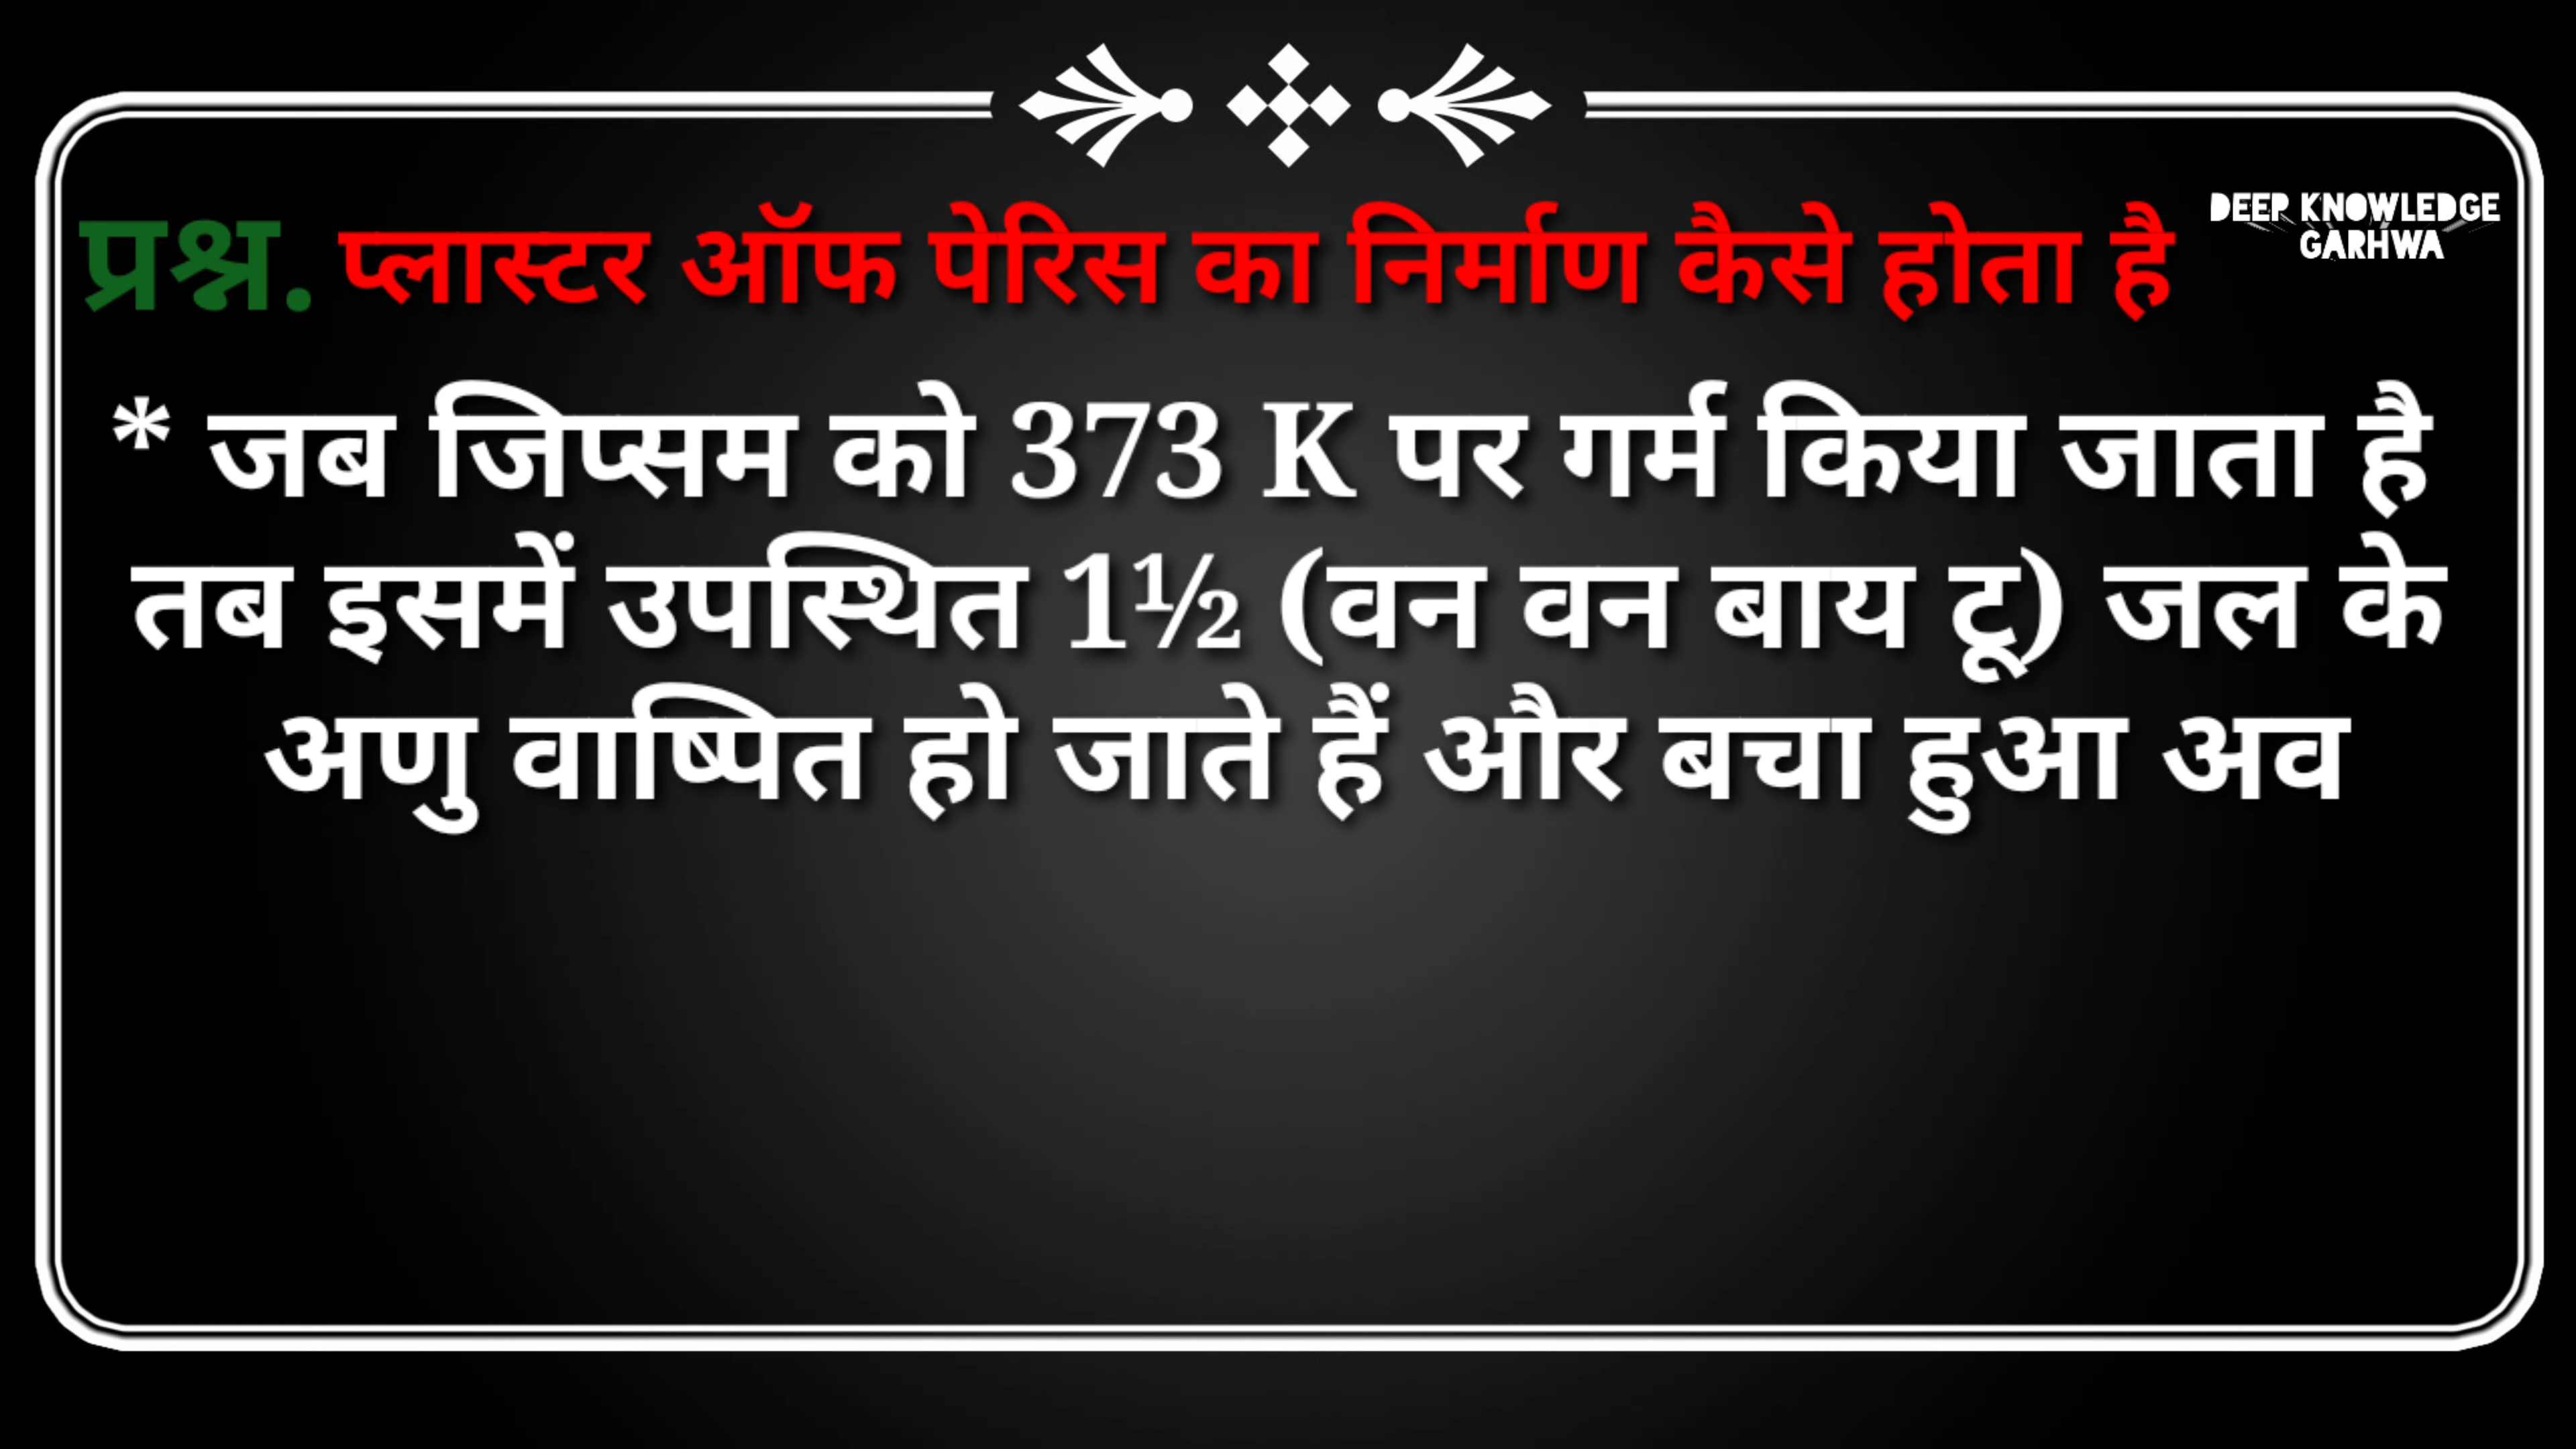 प्रश्न. प्लास्टर ऑफ पेरिस का निर्माण कैसे होता है
DEEP KNOWLEDGE
GARHWA
* जब जिप्सम को 373 K पर गर्म किया जाता है
तब इसमें उपस्थित 1½ (वन वन बाय टू) जल के
अणु वाष्पित हो जाते हैं और बचा हुआ अव